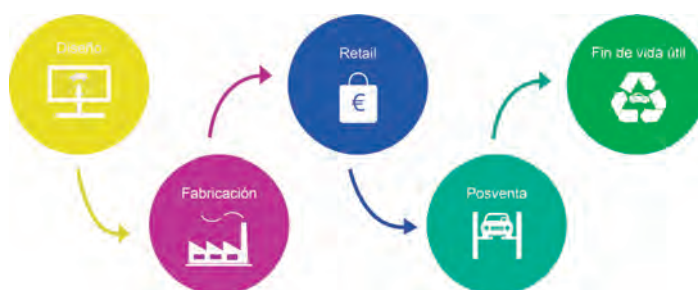 Diseño
Fabricación
Retail
€
Posventa
Fin de vida útil